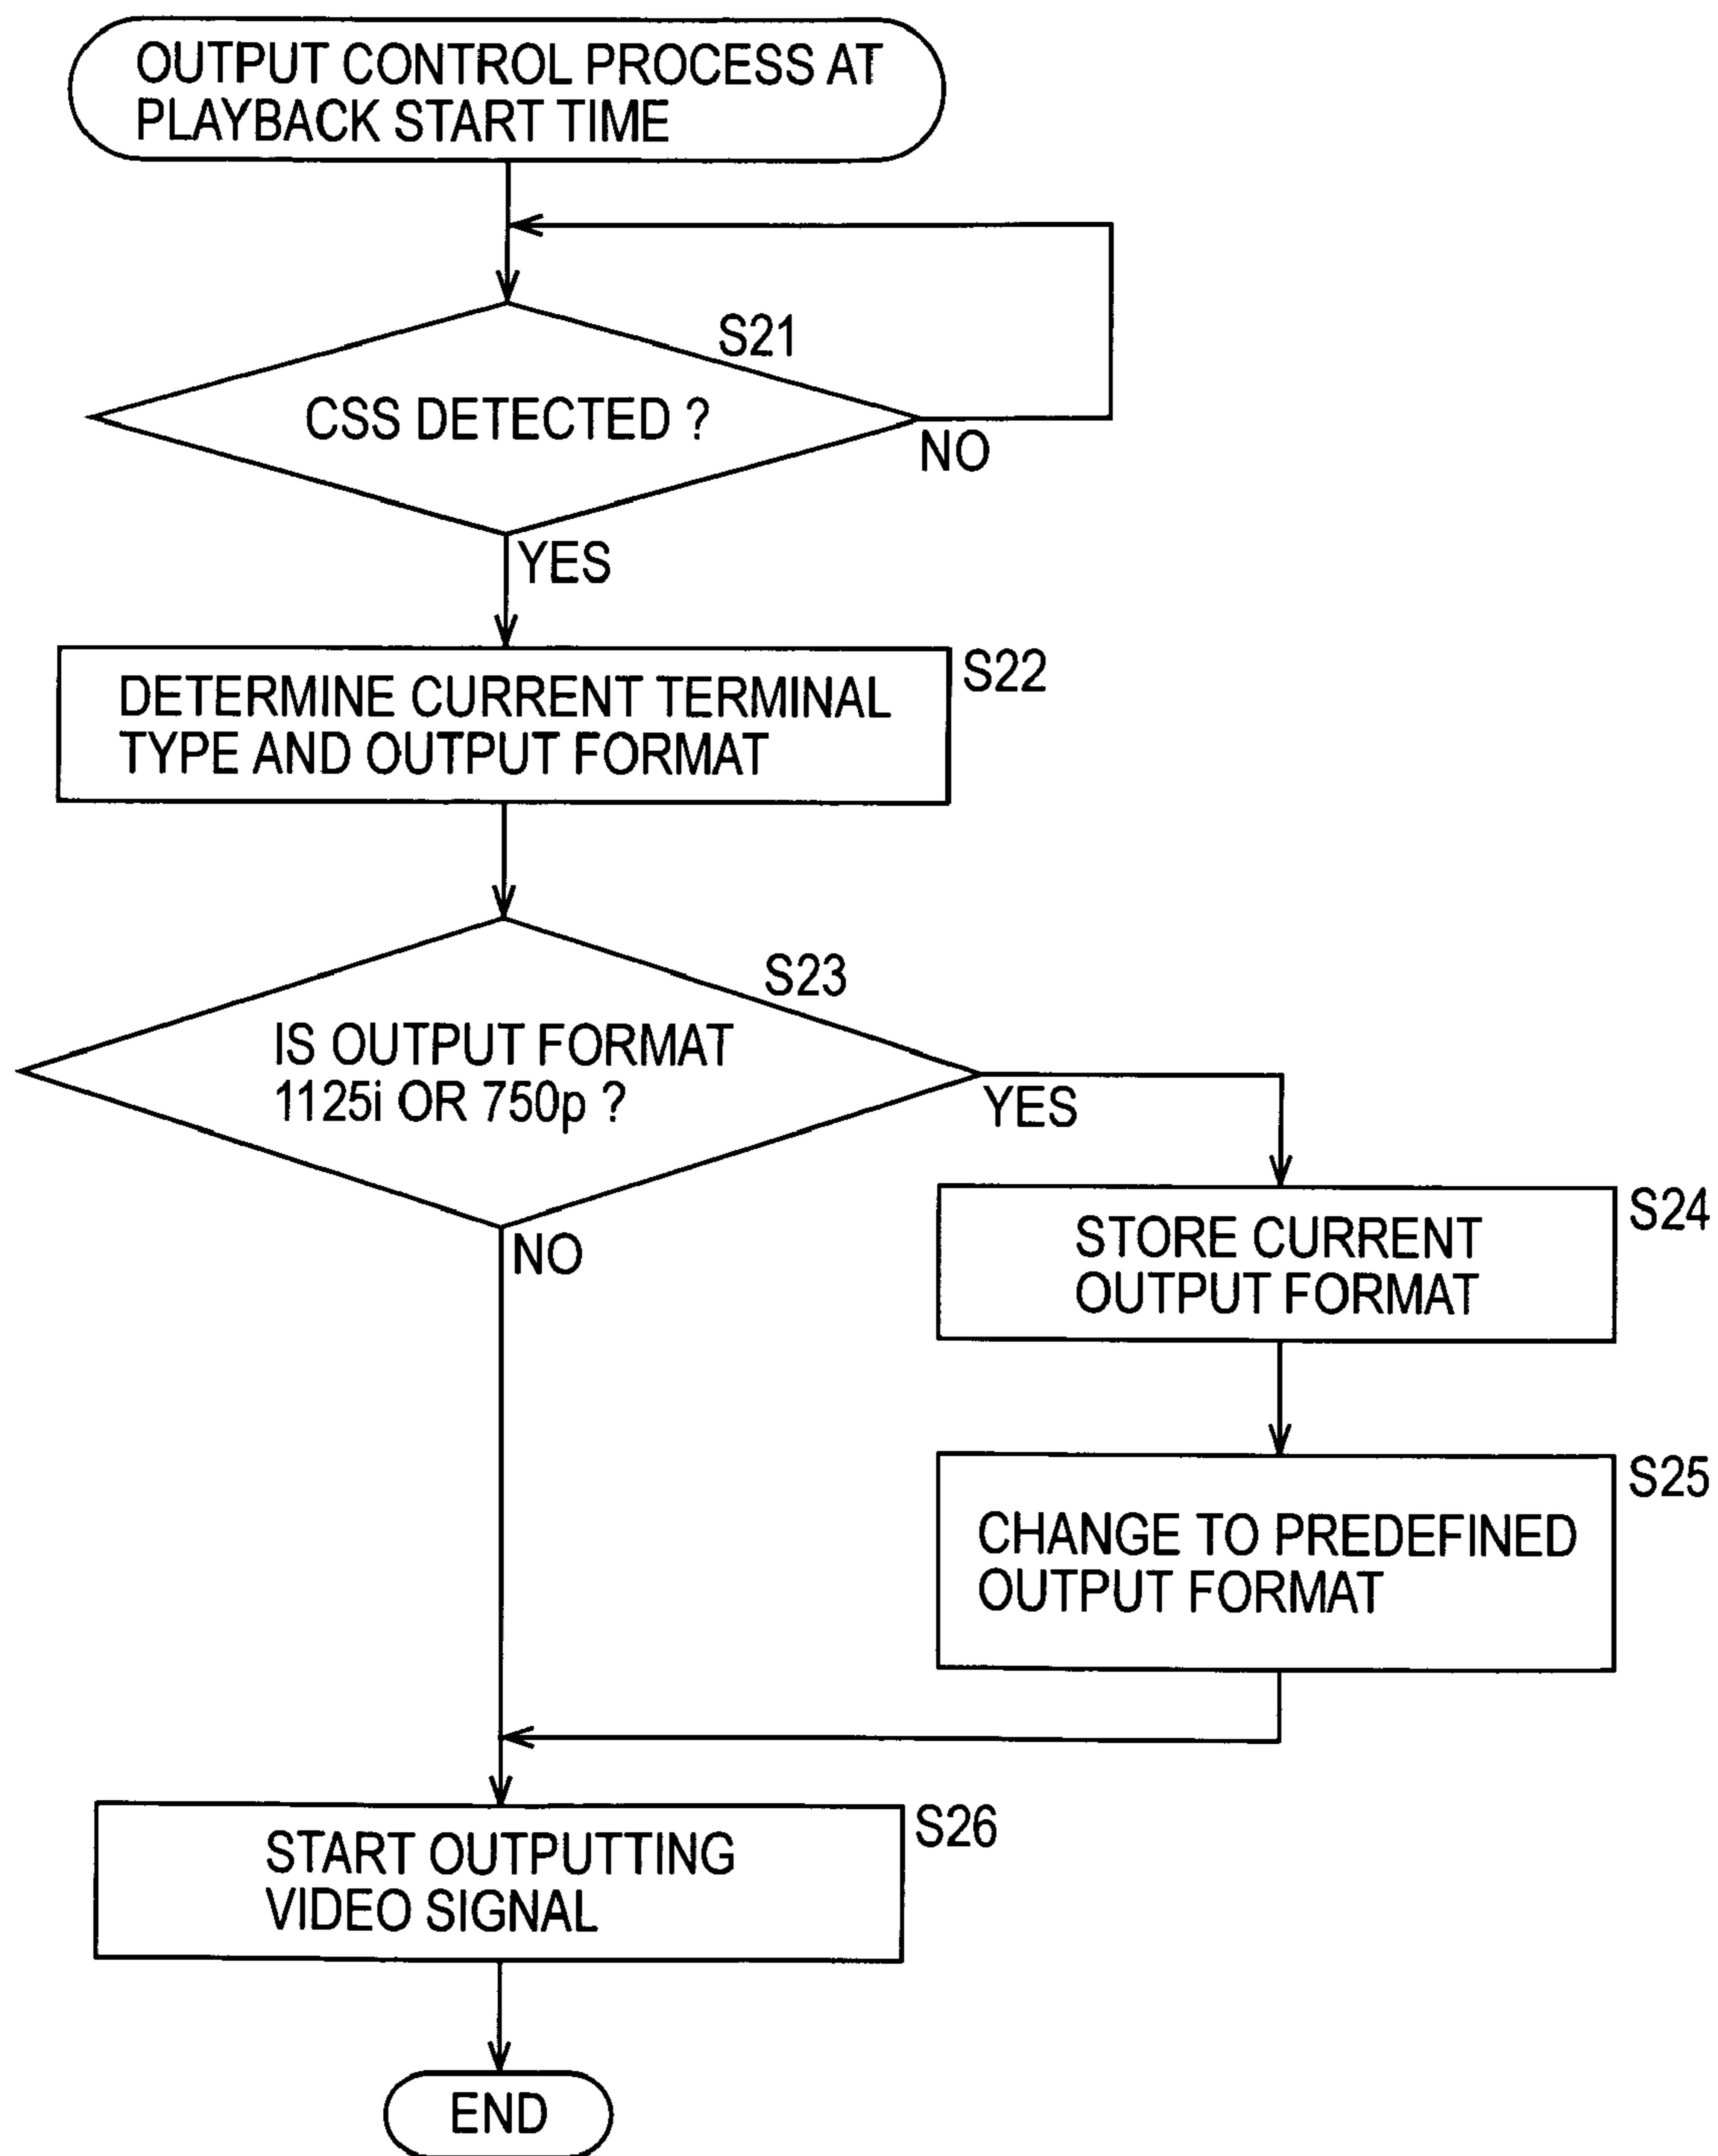 OUTPUT CONTROL PROCESS AT
PLAYBACK START TIME
S21
CSS DETECTED ?
NO
YES
S22
DETERMINE CURRENT TERMINAL
TYPE AND OUTPUT FORMAT
S23
IS OUTPUT FORMAT
1125i OR 750p ?
YES
NO
S24
STORE CURRENT
OUTPUT FORMAT
S25
CHANGE TO PREDEFINED
OUTPUT FORMAT
S26
START OUTPUTTING
VIDEO SIGNAL
END